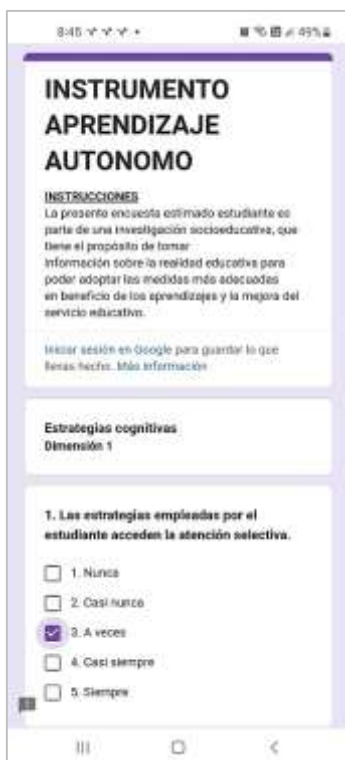 8:45
49%
INSTRUMENTO
APRENDIZAJE
AUTONOMO
INSTRUCCIONES
La presente encuesta estimado estudiante es
parte de una investigación socioeducativa, que
tiene el propósito de tomar
Información sobre la realidad educativa para
poder adoptar las medidas más adecuadas
en beneficio de los aprendizajes y la mejora del
servicio educativo.
Iniciar sesión en Google para guardar lo que
llevas hecho. Más información
Estrategias cognitivas
Dimensión 1
1. Las estrategias empleadas por el
estudiante acceden la atención selectiva.
1. Nunca
2. Casi nunca
3. A veces
4. Casi siempre
5. Siempre